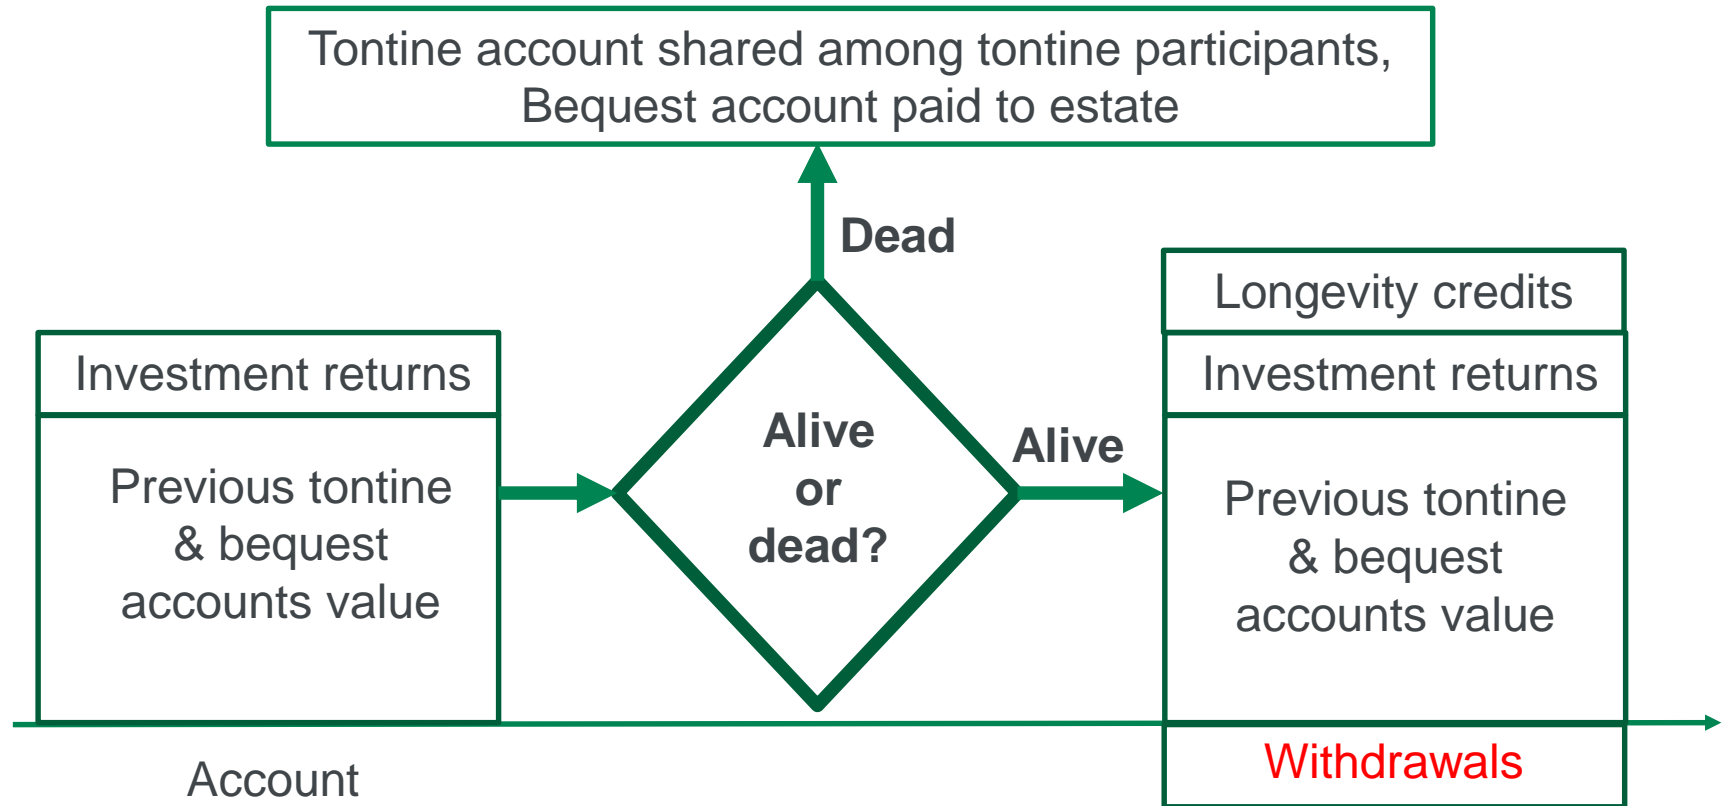 Tontine account shared among tontine participants,
Bequest account paid to estate
Dead
Longevity credits
Investment returns
Investment returns
Alive
or
dead?
Alive
Previous tontine
& bequest
accounts value
Previous tontine
& bequest
accounts value
Account
Withdrawals